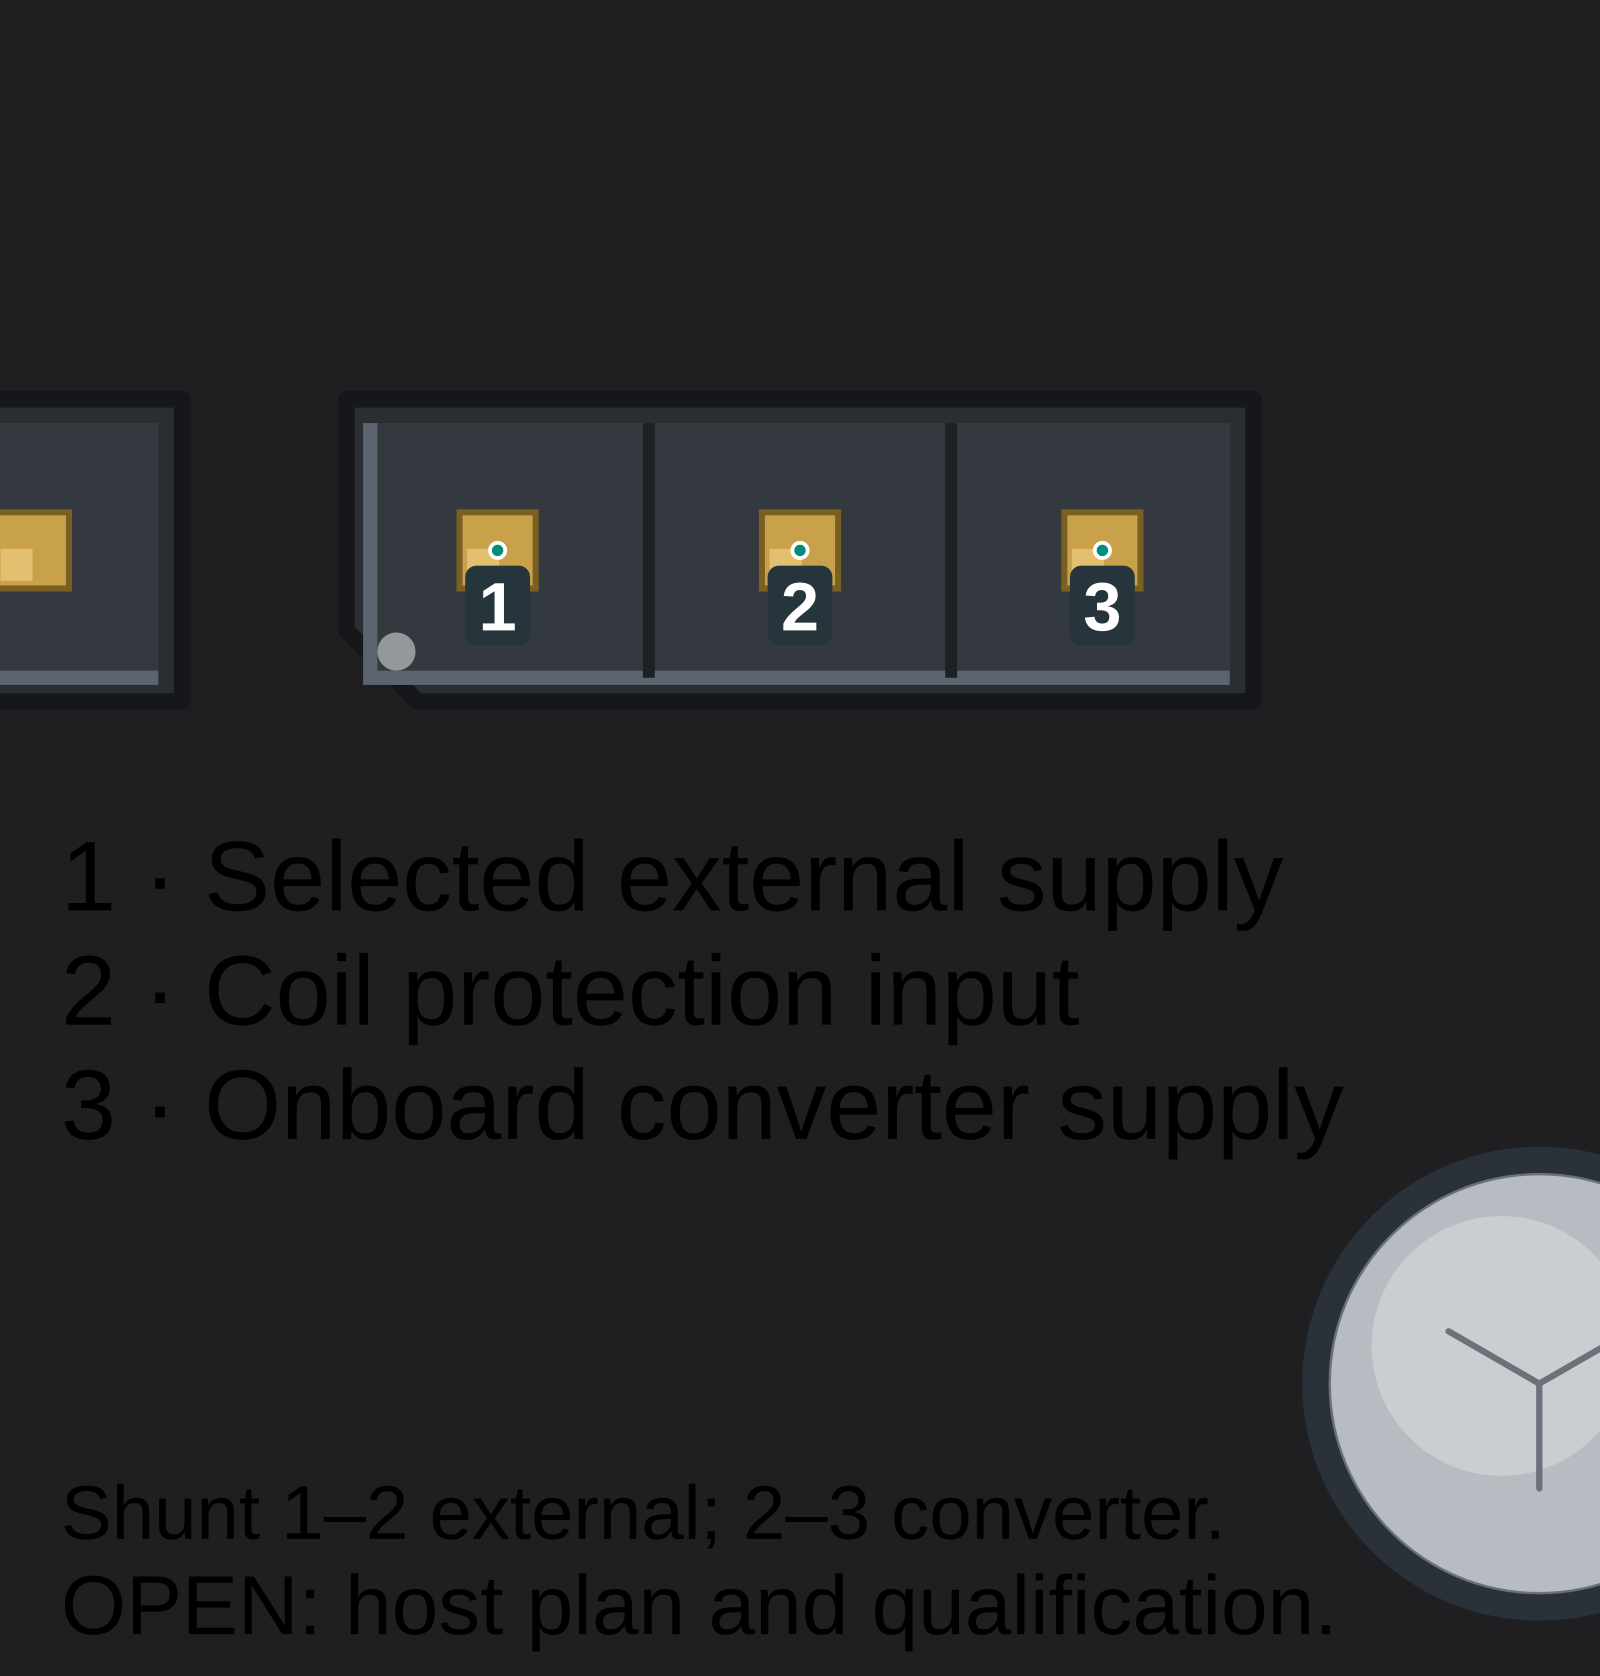 1 2 3
1 · Selected external supply
2 · Coil protection input
3 · Onboard converter supply
Shunt 1–2 external; 2–3 converter.
OPEN: host plan and qualification.